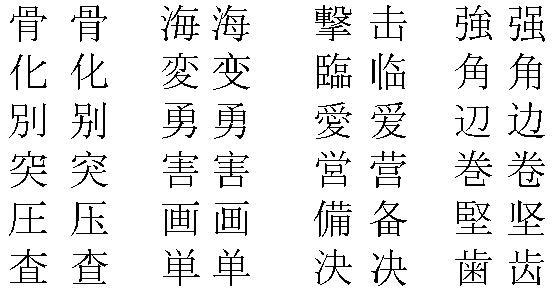 骨 骨 海 海 撃 击 強 强
化 化 変 变 臨 临 角 角
別 别 勇 勇 愛 爱 辺 边
突 突 害 害 営 营 巻 卷
圧 压 画 画 備 备 堅 坚
査 查 単 单 決 决 歯 齿